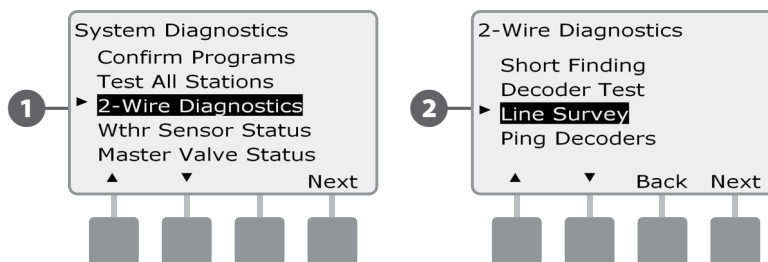 1
System Diagnostics
Confirm Programs
Test All Stations
2-Wire Diagnostics
Wthr Sensor Status
Master Valve Status
Next
2
2-Wire Diagnostics
Short Finding
Decoder Test
Line Survey
Ping Decoders
Back Next